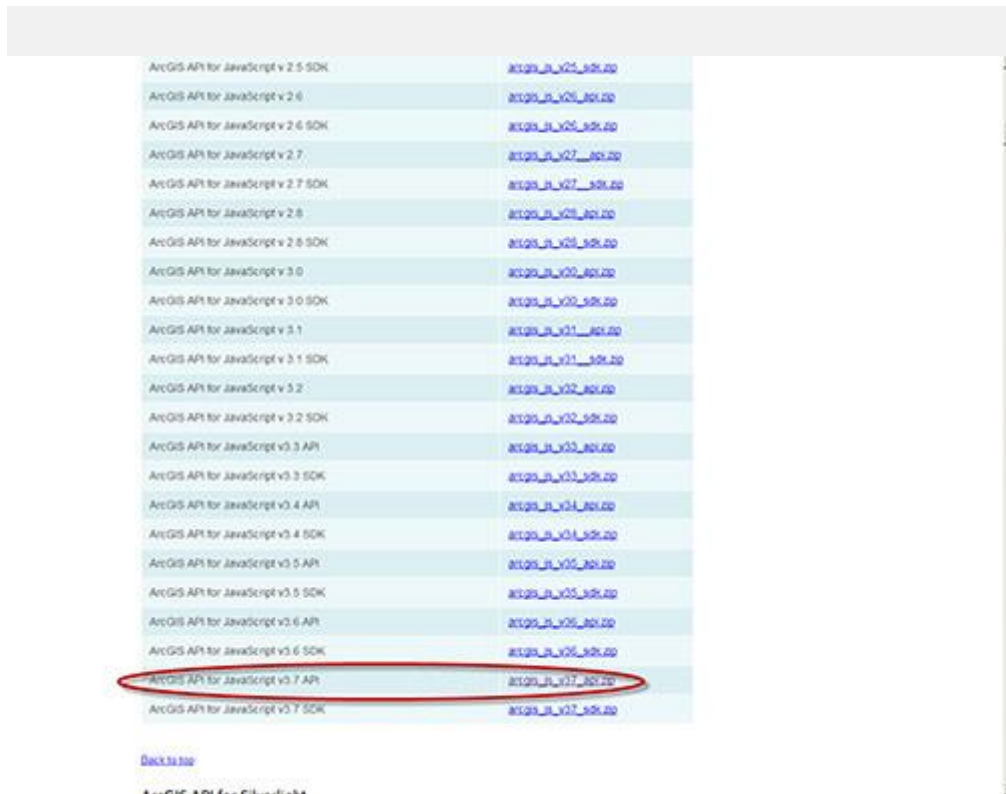 ArcGIS API for JavaScript v 2.5 SDK arcgis_js_v25_sdk.zip
ArcGIS API for JavaScript v 2.6 arcgis_js_v26_api.zip
ArcGIS API for JavaScript v 2.6 SDK arcgis_js_v26_sdk.zip
ArcGIS API for JavaScript v 2.7 arcgis_js_v27__api.zip
ArcGIS API for JavaScript v 2.7 SDK arcgis_js_v27__sdk.zip
ArcGIS API for JavaScript v 2.8 arcgis_js_v28_api.zip
ArcGIS API for JavaScript v 2.8 SDK arcgis_js_v28_sdk.zip
ArcGIS API for JavaScript v 3.0 arcgis_js_v30_api.zip
ArcGIS API for JavaScript v 3.0 SDK arcgis_js_v30_sdk.zip
ArcGIS API for JavaScript v 3.1 arcgis_js_v31__api.zip
ArcGIS API for JavaScript v 3.1 SDK arcgis_js_v31__sdk.zip
ArcGIS API for JavaScript v 3.2 arcgis_js_v32_api.zip
ArcGIS API for JavaScript v 3.2 SDK arcgis_js_v32_sdk.zip
ArcGIS API for JavaScript v3.3 API arcgis_js_v33_api.zip
ArcGIS API for JavaScript v3.3 SDK arcgis_js_v33_sdk.zip
ArcGIS API for JavaScript v3.4 API arcgis_js_v34_api.zip
ArcGIS API for JavaScript v3.4 SDK arcgis_js_v34_sdk.zip
ArcGIS API for JavaScript v3.5 API arcgis_js_v35_api.zip
ArcGIS API for JavaScript v3.5 SDK arcgis_js_v35_sdk.zip
ArcGIS API for JavaScript v3.6 API arcgis_js_v36_api.zip
ArcGIS API for JavaScript v3.6 SDK arcgis_js_v36_sdk.zip
ArcGIS API for JavaScript v3.7 API arcgis_js_v37_api.zip
ArcGIS API for JavaScript v3.7 SDK arcgis_js_v37_sdk.zip
Back to top
ArcGIS API for Silverlight